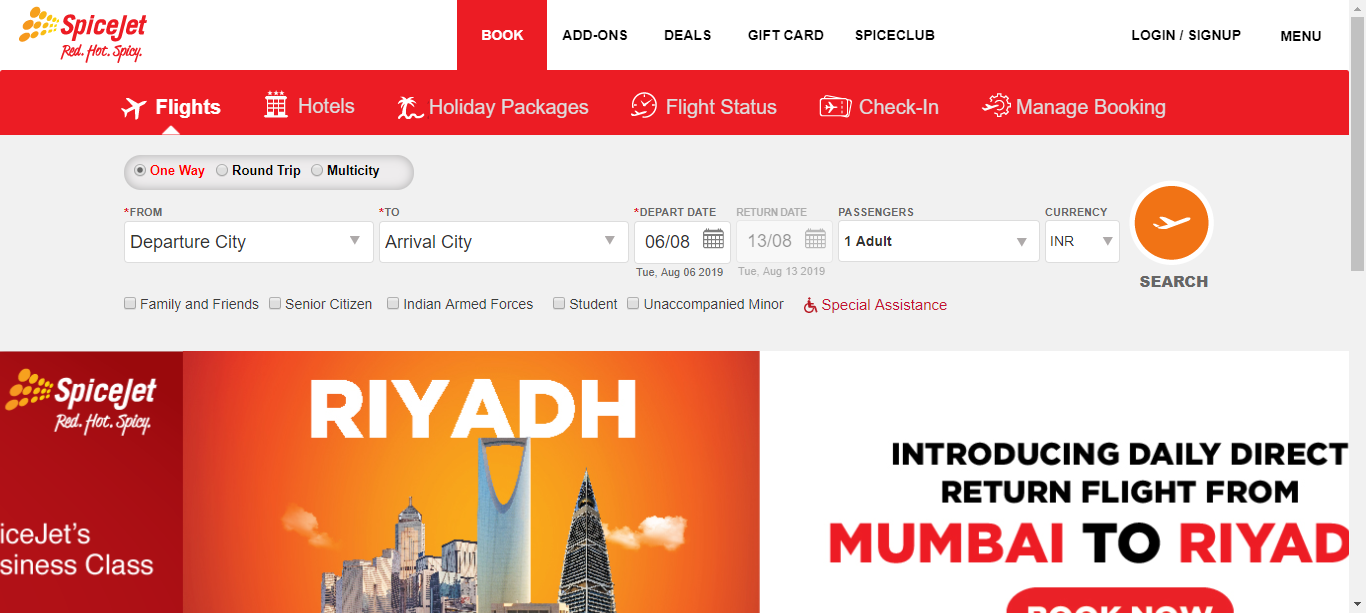 SpiceJet
Red. Hot. Spicy.
BOOK ADD-ONS DEALS GIFT CARD SPICECLUB LOGIN / SIGNUP MENU
Flights Hotels Holiday Packages Flight Status Check-In Manage Booking
One Way Round Trip Multicity
*FROM *TO *DEPART DATE RETURN DATE PASSENGERS CURRENCY
Departure City Arrival City 06/08 13/08 1 Adult INR
Tue, Aug 06 2019 Tue, Aug 13 2019
SEARCH
Family and Friends Senior Citizen Indian Armed Forces Student Unaccompanied Minor Special Assistance
SpiceJet
Red. Hot. Spicy.
iceJet's
siness Class
RIYADH
INTRODUCING DAILY DIRECT
RETURN FLIGHT FROM
MUMBAI TO RIYAD
BOOK NOW